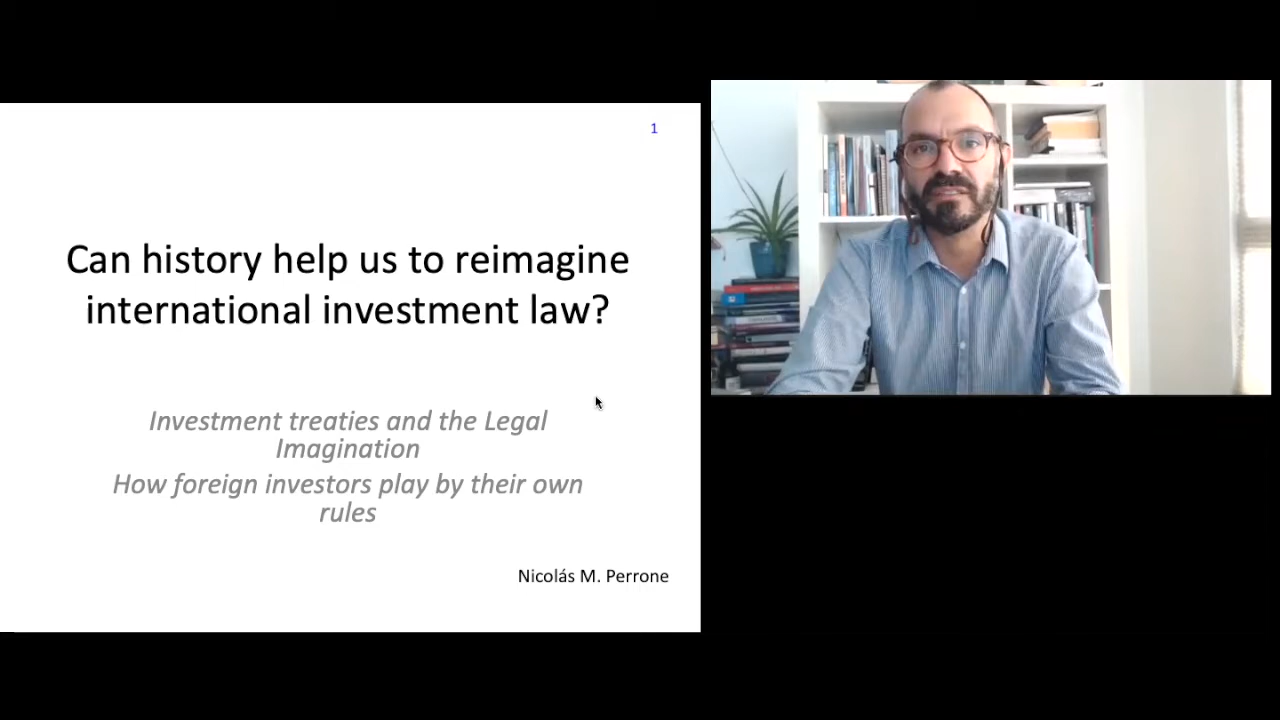 1
Can history help us to reimagine
international investment law?
Investment treaties and the Legal
Imagination
How foreign investors play by their own
rules
Nicolás M. Perrone